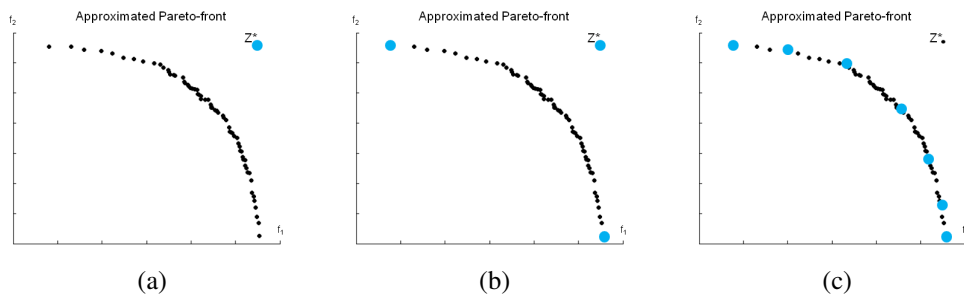 Approximated Pareto-front
f2
Z*
f1
(a)
Approximated Pareto-front
f2
Z*
f1
(b)
Approximated Pareto-front
f2
Z*
f
(c)